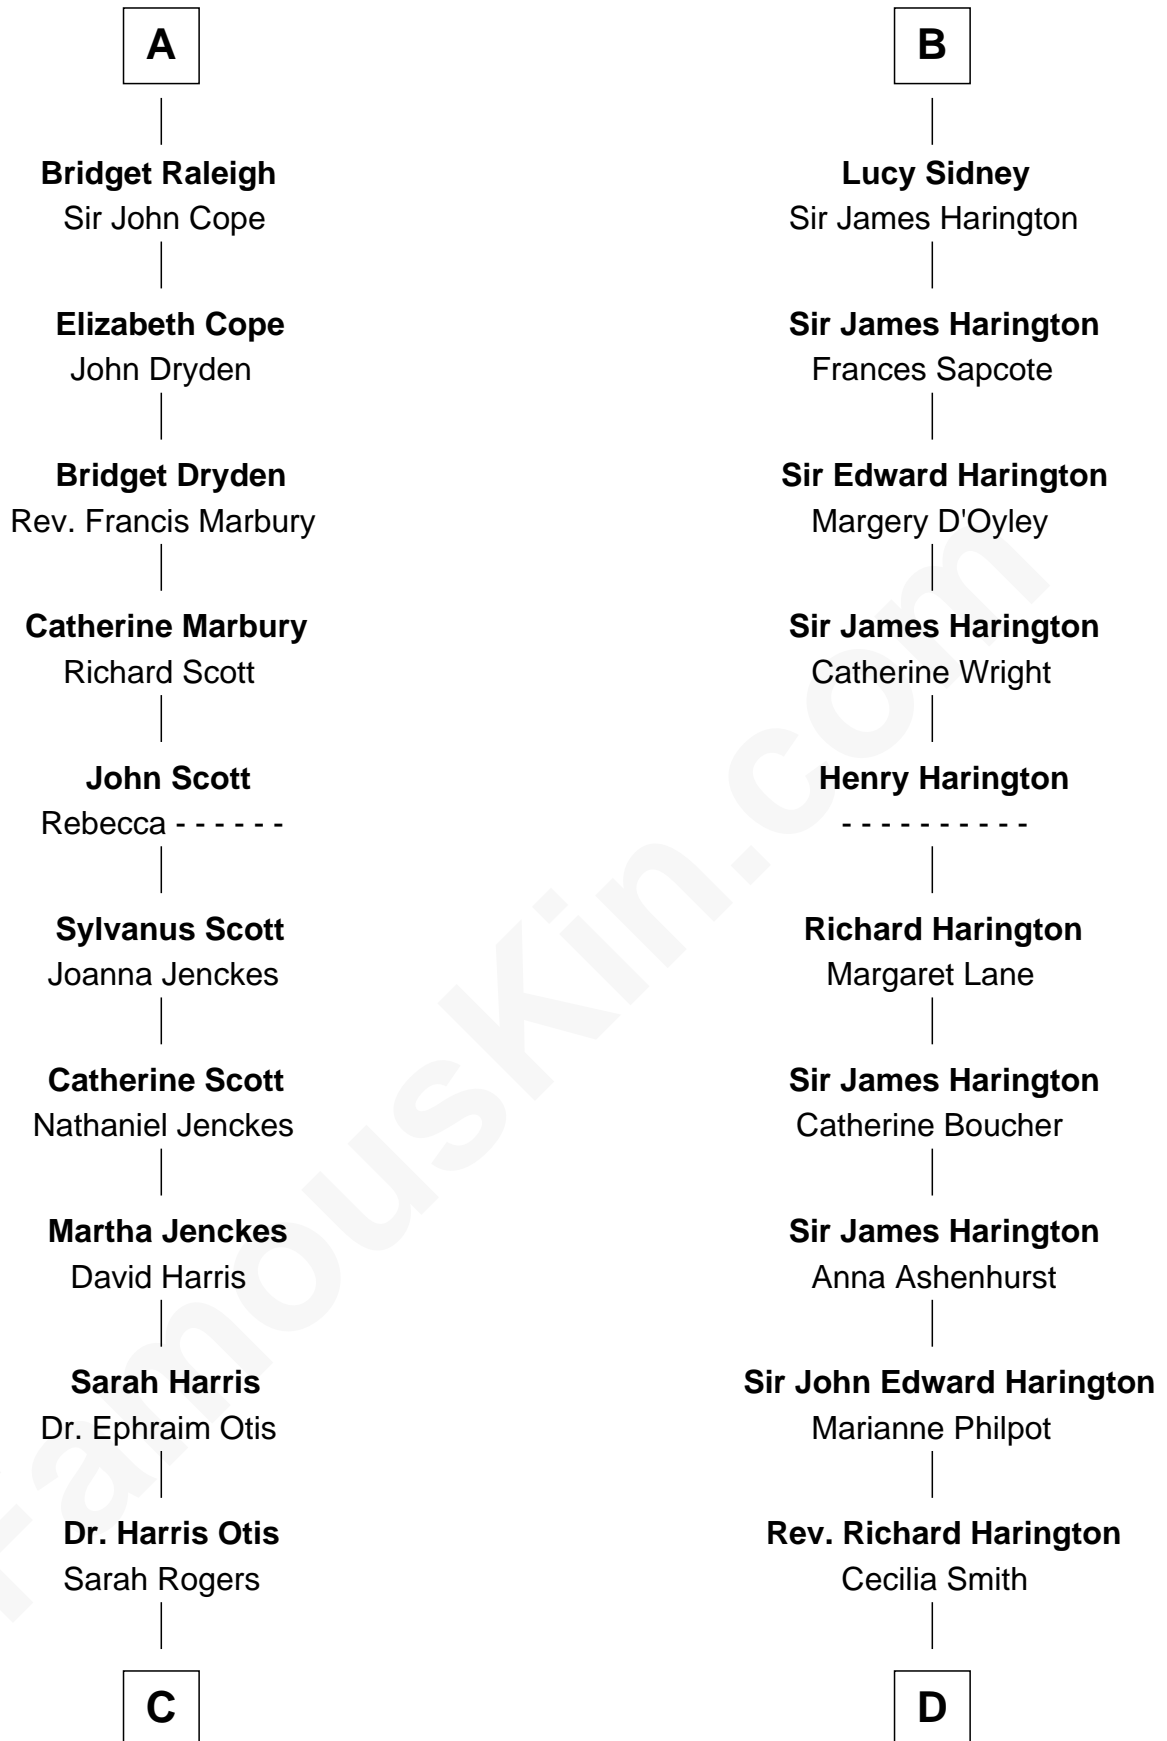 A
Bridget Raleigh
Sir John Cope
Elizabeth Cope
John Dryden
Bridget Dryden
Rev. Francis Marbury
Catherine Marbury
Richard Scott
John Scott
Rebecca - - - - - -
Sylvanus Scott
Joanna Jenckes
Catherine Scott
Nathaniel Jenckes
Martha Jenckes
David Harris
Sarah Harris
Dr. Ephraim Otis
Dr. Harris Otis
Sarah Rogers
C
B
Lucy Sidney
Sir James Harington
Sir James Harington
Frances Sapcote
Sir Edward Harington
Margery D'Oyley
Sir James Harington
Catherine Wright
Henry Harington
- - - - - - - - - -
Richard Harington
Margaret Lane
Sir James Harington
Catherine Boucher
Sir James Harington
Anna Ashenhurst
Sir John Edward Harington
Marianne Philpot
Rev. Richard Harington
Cecilia Smith
D
FamousKin.com